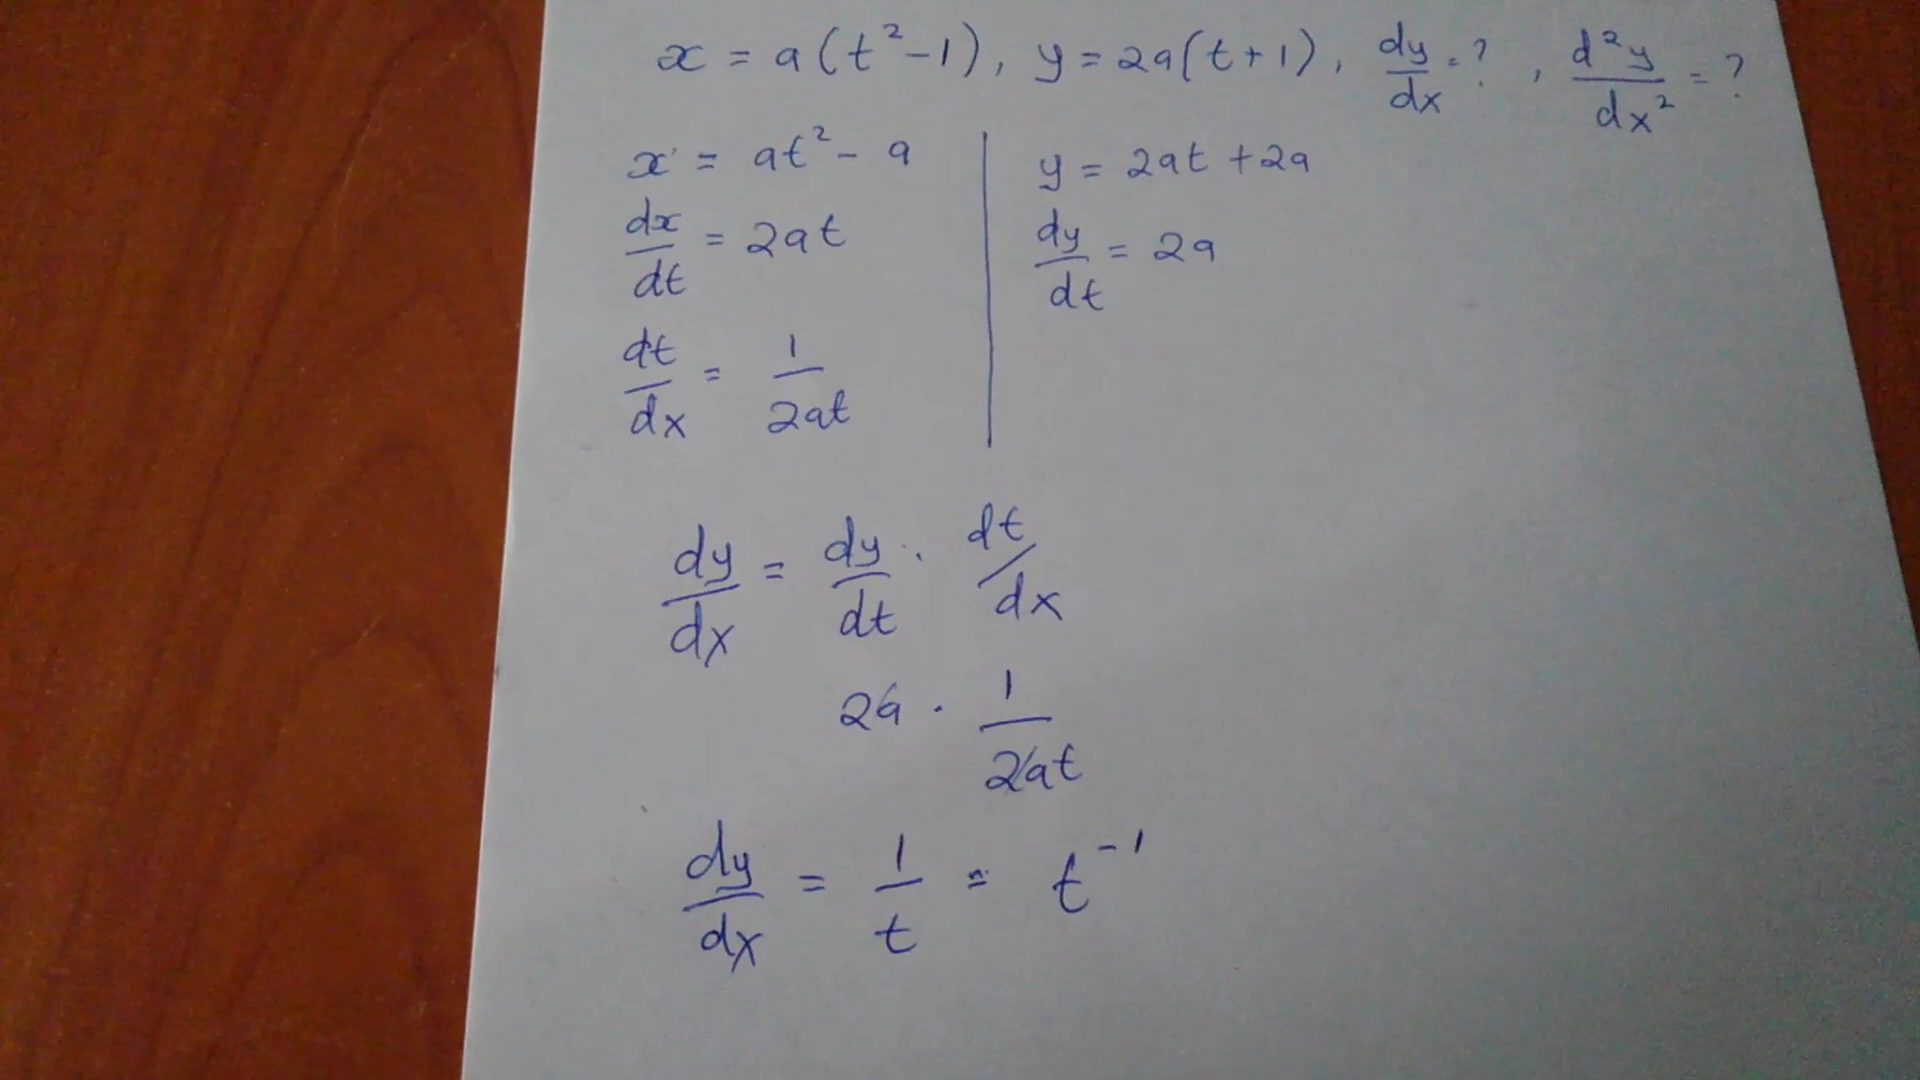 x = a(t²-1), y = 2a(t+1), dy/dx = ?, d²y/dx² = ?
x = at² - a
dx/dt = 2at
dt/dx = 1/2at
y = 2at + 2a
dy/dt = 2a
dy/dx = dy/dt . dt/dx
2a . 1/2at
dy/dx = 1/t = t⁻¹